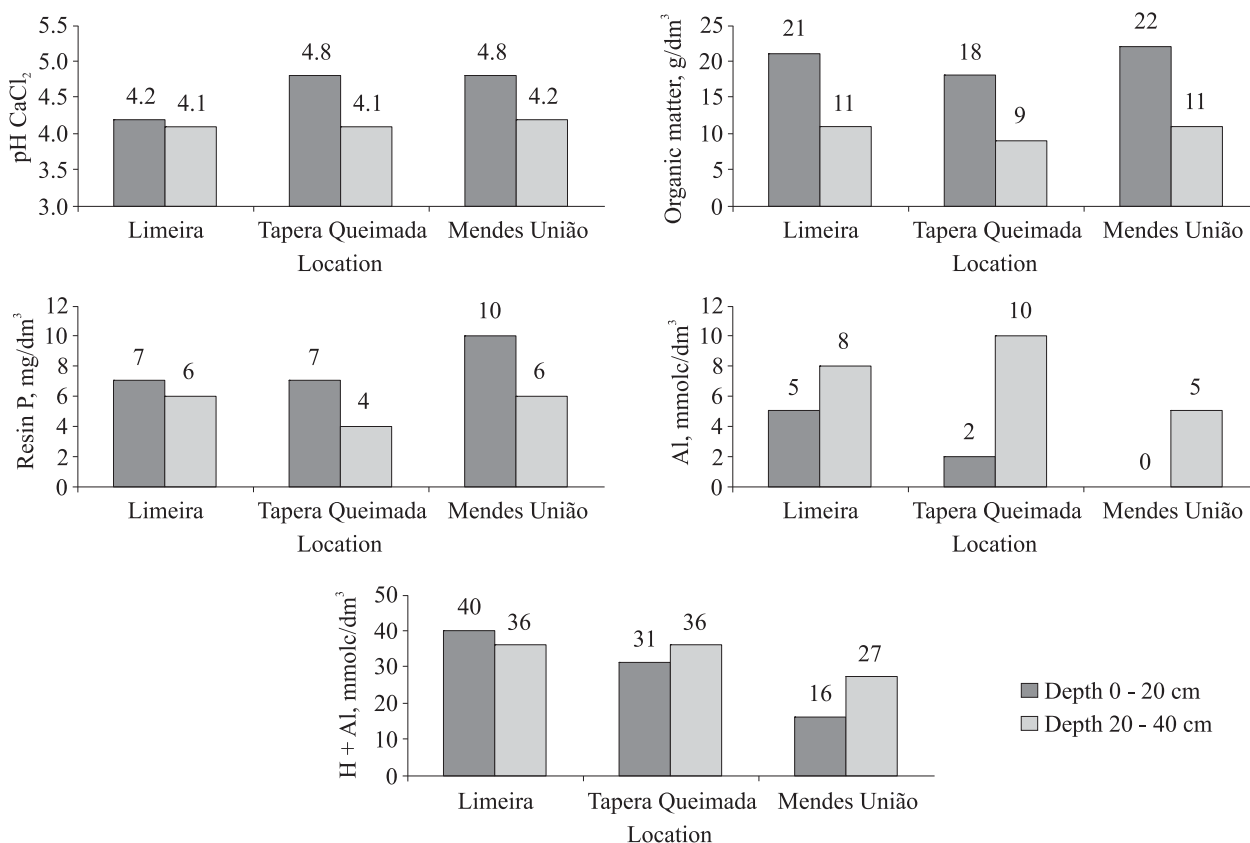 pH CaCl₂
5.5
5.0
4.5
4.0
3.5
3.0
4.2
4.1
4.8
4.1
4.8
4.2
Limeira
Tapera Queimada
Mendes União
Location
Organic matter, g/dm³
25
20
15
10
5
0
21
11
18
9
22
11
Limeira
Tapera Queimada
Mendes União
Location
Resin P, mg/dm³
12
10
8
6
4
2
0
7
6
7
4
10
6
Limeira
Tapera Queimada
Mendes União
Location
Al, mmolc/dm³
12
10
8
6
4
2
0
5
8
2
10
0
5
Limeira
Tapera Queimada
Mendes União
Location
H + Al, mmolc/dm³
50
40
30
20
10
0
40
36
31
36
16
27
Limeira
Tapera Queimada
Mendes União
Location
Depth 0 - 20 cm
Depth 20 - 40 cm